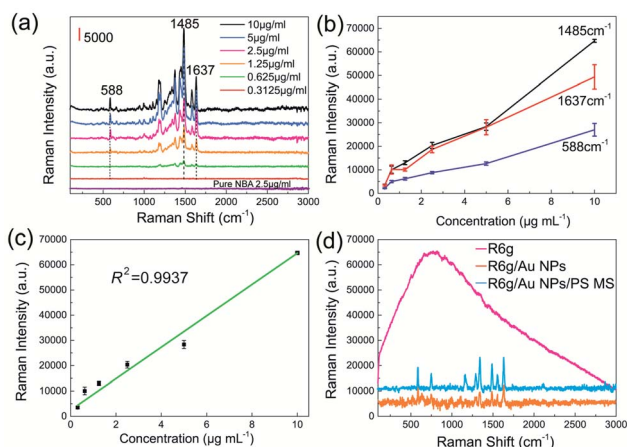 (a)
5000
1485
1637
588
10μg/ml
5μg/ml
2.5μg/ml
1.25μg/ml
0.625μg/ml
0.3125μg/ml
Pure NBA 2.5μg/ml
Raman Intensity (a.u.)
500 1000 1500 2000 2500 3000
Raman Shift (cm⁻¹)
(b)
70000
60000
50000
40000
30000
20000
10000
0
Raman Intensity (a.u.)
1485cm⁻¹
1637cm⁻¹
588cm⁻¹
0 2 4 6 8 10
Concentration (μg mL⁻¹)
(c)
70000
60000
50000
40000
30000
20000
10000
0
Raman Intensity (a.u.)
R²=0.9937
0 2 4 6 8 10
Concentration (μg mL⁻¹)
(d)
70000
60000
50000
40000
30000
20000
10000
0
Raman Intensity (a.u.)
R6g
R6g/Au NPs
R6g/Au NPs/PS MS
500 1000 1500 2000 2500 3000
Raman Shift (cm⁻¹)